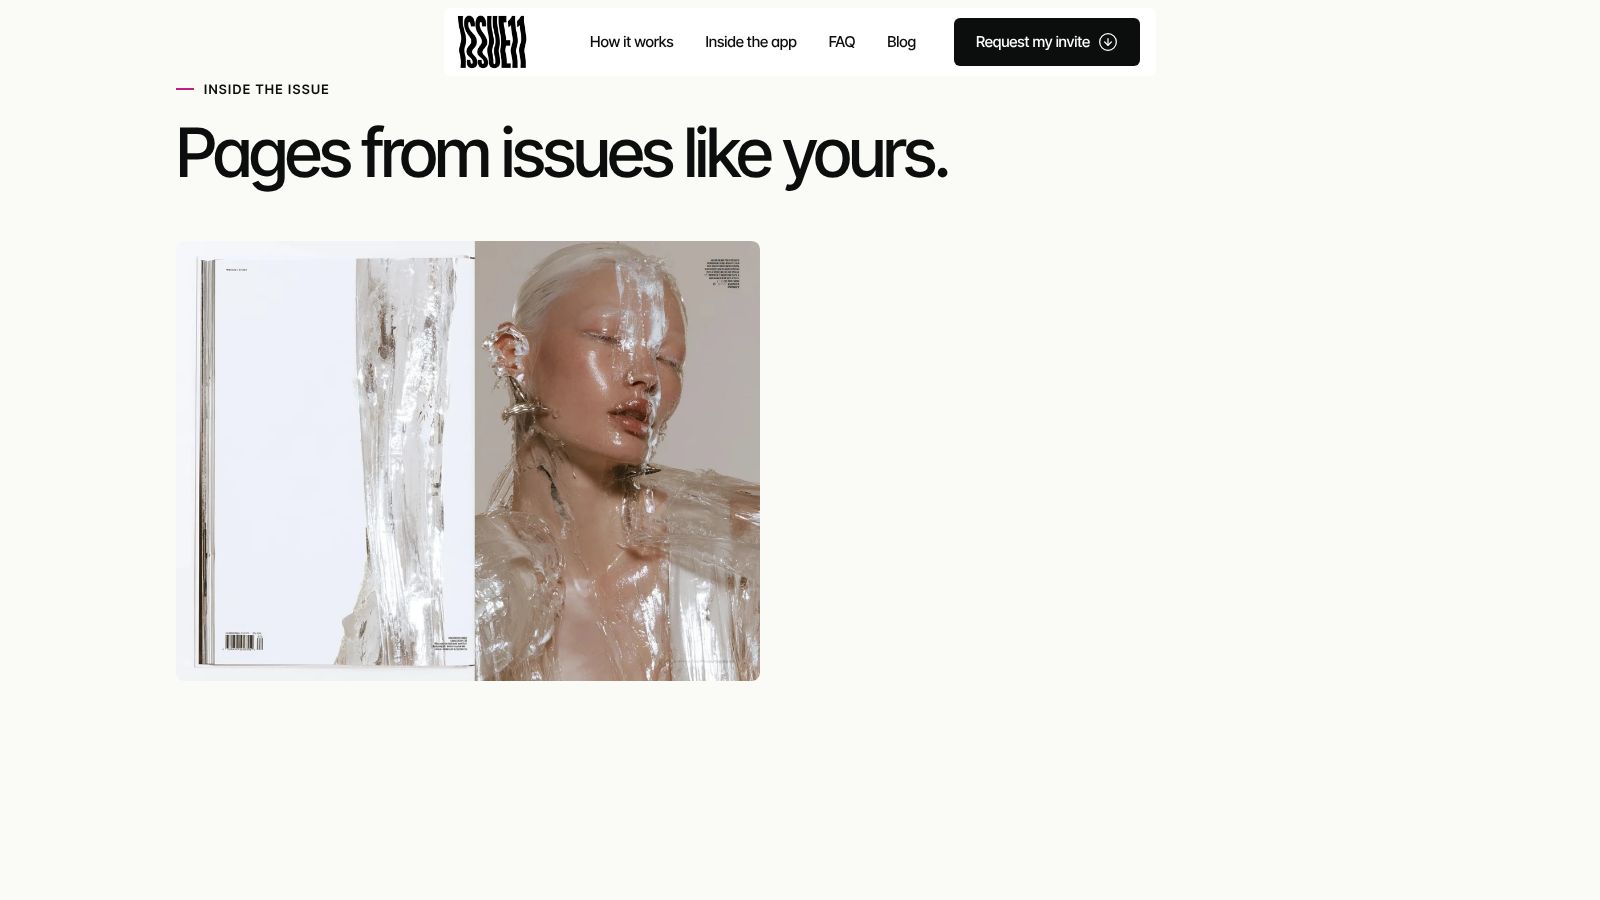 ISSUE11
How it works
Inside the app
FAQ
Blog
Request my invite
INSIDE THE ISSUE
Pages from issues like yours.